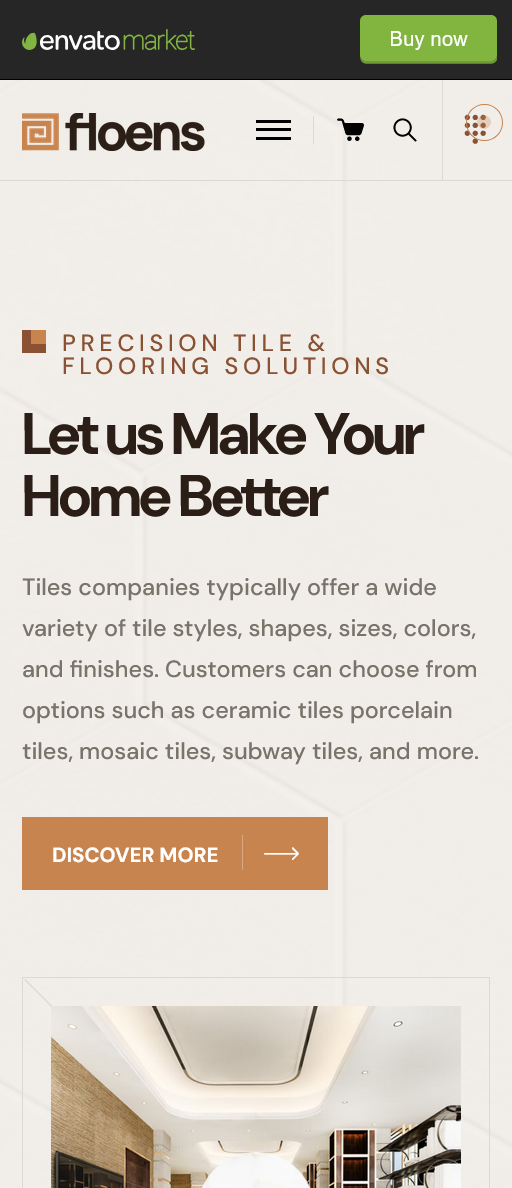 envato market
Buy now
floens
PRECISION TILE &
FLOORING SOLUTIONS
Let us Make Your
Home Better
Tiles companies typically offer a wide
variety of tile styles, shapes, sizes, colors,
and finishes. Customers can choose from
options such as ceramic tiles porcelain
tiles, mosaic tiles, subway tiles, and more.
DISCOVER MORE